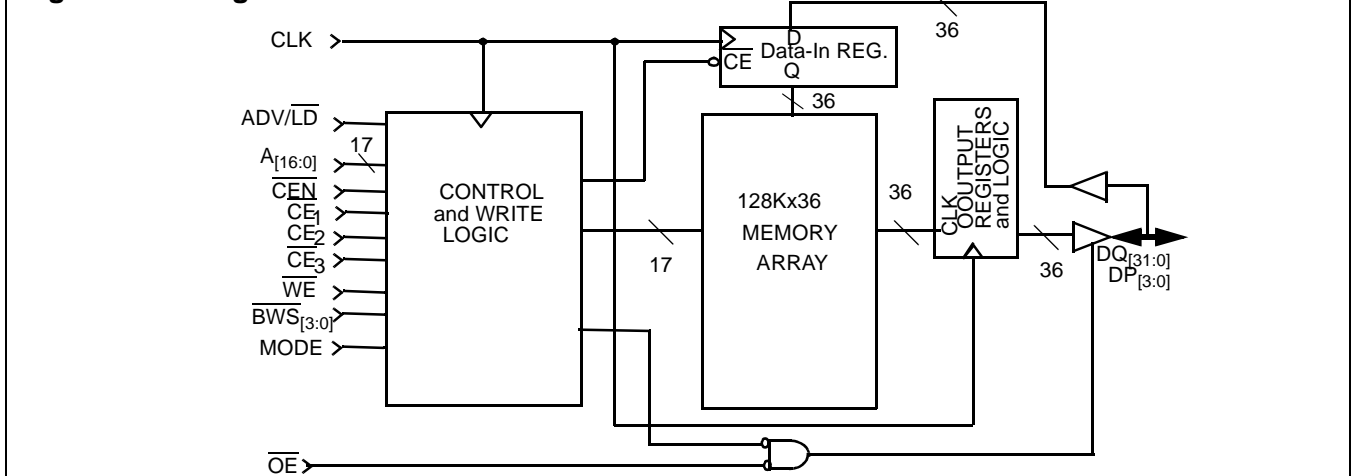 36
CLK
D
CE Data-In REG.
Q
36
ADV/LD
17
A[16:0]
CEN
CE1
CE2
CE3
WE
BWS[3:0]
MODE
CONTROL
and WRITE
LOGIC
17
128Kx36
MEMORY
ARRAY
36
CLK
OOUTPUT
REGISTERS
and LOGIC
36
DQ[31:0]
DP[3:0]
OE